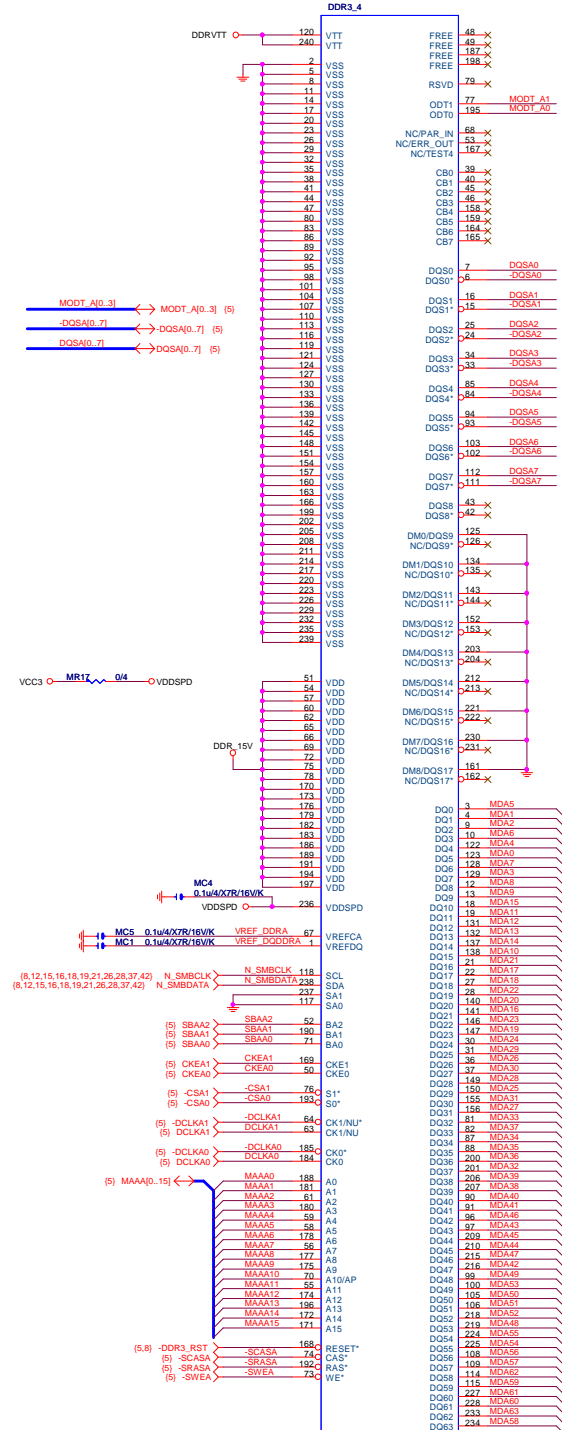 DDR3_4
DDRVTT
120 VTT
240 VTT
2 VSS
5 VSS
8 VSS
11 VSS
14 VSS
17 VSS
20 VSS
23 VSS
26 VSS
29 VSS
32 VSS
35 VSS
38 VSS
41 VSS
44 VSS
47 VSS
80 VSS
83 VSS
86 VSS
89 VSS
92 VSS
95 VSS
98 VSS
101 VSS
104 VSS
107 VSS
110 VSS
113 VSS
116 VSS
119 VSS
121 VSS
124 VSS
127 VSS
130 VSS
133 VSS
136 VSS
139 VSS
142 VSS
145 VSS
148 VSS
151 VSS
154 VSS
157 VSS
160 VSS
163 VSS
166 VSS
199 VSS
202 VSS
205 VSS
208 VSS
211 VSS
214 VSS
217 VSS
220 VSS
223 VSS
226 VSS
229 VSS
232 VSS
235 VSS
239 VSS
MODT_A[0..3] MODT_A[0..3] {5}
-DQSA[0..7] -DQSA[0..7] {5}
DQSA[0..7] DQSA[0..7] {5}
VCC3 MR17 0/4 VDDSPD
DDR_15V
51 VDD
54 VDD
57 VDD
60 VDD
62 VDD
65 VDD
66 VDD
69 VDD
72 VDD
75 VDD
78 VDD
170 VDD
173 VDD
176 VDD
179 VDD
182 VDD
183 VDD
186 VDD
189 VDD
191 VDD
194 VDD
197 VDD
MC4
0.1u/4/X7R/16V/K
VDDSPD 236 VDDSPD
MC5 0.1u/4/X7R/16V/K VREF_DDRA 67 VREFCA
MC1 0.1u/4/X7R/16V/K VREF_DQDDRA 1 VREFDQ
{8,12,15,16,18,19,21,26,28,37,42} N_SMBCLK N_SMBCLK 118 SCL
{8,12,15,16,18,19,21,26,28,37,42} N_SMBDATA N_SMBDATA 238 SDA
237 SA1
117 SA0
{5} SBAA2 SBAA2 52 BA2
{5} SBAA1 SBAA1 190 BA1
{5} SBAA0 SBAA0 71 BA0
{5} CKEA1 CKEA1 169 CKE1
{5} CKEA0 CKEA0 50 CKE0
{5} -CSA1 -CSA1 76 S1*
{5} -CSA0 -CSA0 193 S0*
{5} -DCLKA1 -DCLKA1 64 CK1/NU*
{5} DCLKA1 DCLKA1 63 CK1/NU
{5} -DCLKA0 -DCLKA0 185 CK0*
{5} DCLKA0 DCLKA0 184 CK0
{5} MAAA[0..15]
MAAA0 188 A0
MAAA1 181 A1
MAAA2 61 A2
MAAA3 180 A3
MAAA4 59 A4
MAAA5 58 A5
MAAA6 178 A6
MAAA7 56 A7
MAAA8 177 A8
MAAA9 175 A9
MAAA10 70 A10/AP
MAAA11 55 A11
MAAA12 174 A12
MAAA13 196 A13
MAAA14 172 A14
MAAA15 171 A15
{5,8} -DDR3_RST 168 RESET*
{5} -SCASA -SCASA 74 CAS*
{5} -SRASA -SRASA 192 RAS*
{5} -SWEA -SWEA 73 WE*
FREE 48
FREE 49
FREE 187
FREE 198
RSVD 79
ODT1 77 MODT_A1
ODT0 195 MODT_A0
NC/PAR_IN 68
NC/ERR_OUT 53
NC/TEST4 167
CB0 39
CB1 40
CB2 45
CB3 46
CB4 158
CB5 159
CB6 164
CB7 165
DQS0 7 DQSA0
DQS0* 6 -DQSA0
DQS1 16 DQSA1
DQS1* 15 -DQSA1
DQS2 25 DQSA2
DQS2* 24 -DQSA2
DQS3 34 DQSA3
DQS3* 33 -DQSA3
DQS4 85 DQSA4
DQS4* 84 -DQSA4
DQS5 94 DQSA5
DQS5* 93 -DQSA5
DQS6 103 DQSA6
DQS6* 102 -DQSA6
DQS7 112 DQSA7
DQS7* 111 -DQSA7
DQS8 43
DQS8* 42
DM0/DQS9 125
NC/DQS9* 126
DM1/DQS10 134
NC/DQS10* 135
DM2/DQS11 143
NC/DQS11* 144
DM3/DQS12 152
NC/DQS12* 153
DM4/DQS13 203
NC/DQS13* 204
DM5/DQS14 212
NC/DQS14* 213
DM6/DQS15 221
NC/DQS15* 222
DM7/DQS16 230
NC/DQS16* 231
DM8/DQS17 161
NC/DQS17* 162
DQ0 3 MDA5
DQ1 4 MDA1
DQ2 9 MDA2
DQ3 10 MDA6
DQ4 122 MDA4
DQ5 123 MDA0
DQ6 128 MDA7
DQ7 129 MDA3
DQ8 12 MDA8
DQ9 13 MDA9
DQ10 18 MDA15
DQ11 19 MDA11
DQ12 131 MDA12
DQ13 132 MDA13
DQ14 137 MDA14
DQ15 138 MDA10
DQ16 21 MDA21
DQ17 22 MDA17
DQ18 27 MDA18
DQ19 28 MDA22
DQ20 140 MDA20
DQ21 141 MDA16
DQ22 146 MDA23
DQ23 147 MDA19
DQ24 30 MDA24
DQ25 31 MDA29
DQ26 36 MDA26
DQ27 37 MDA30
DQ28 149 MDA28
DQ29 150 MDA25
DQ30 155 MDA31
DQ31 156 MDA27
DQ32 81 MDA33
DQ33 82 MDA37
DQ34 87 MDA34
DQ35 88 MDA35
DQ36 200 MDA36
DQ37 201 MDA32
DQ38 206 MDA39
DQ39 207 MDA38
DQ40 90 MDA40
DQ41 91 MDA41
DQ42 96 MDA46
DQ43 97 MDA43
DQ44 209 MDA45
DQ45 210 MDA44
DQ46 215 MDA47
DQ47 216 MDA42
DQ48 99 MDA49
DQ49 100 MDA53
DQ50 105 MDA50
DQ51 106 MDA51
DQ52 218 MDA52
DQ53 219 MDA48
DQ54 224 MDA55
DQ55 225 MDA54
DQ56 108 MDA56
DQ57 109 MDA57
DQ58 114 MDA62
DQ59 115 MDA59
DQ60 227 MDA61
DQ61 228 MDA60
DQ62 233 MDA63
DQ63 234 MDA58